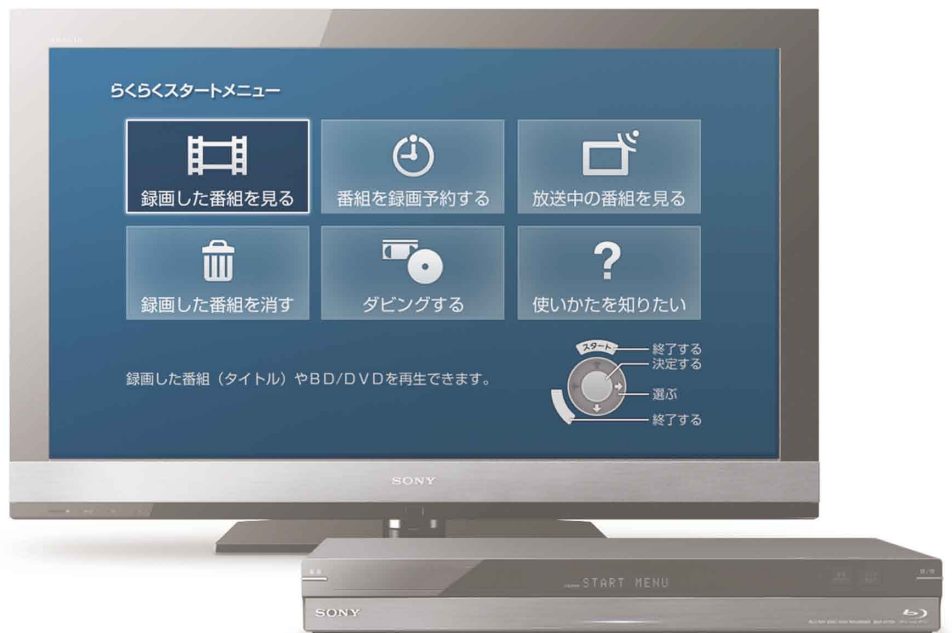 らくらくスタートメニュー
録画した番組を見る
番組を録画予約する
放送中の番組を見る
録画した番組を消す
ダビングする
使いかたを知りたい
録画した番組(タイトル)やBD/DVDを再生できます。
スタート
終了する
決定する
選ぶ
終了する
SONY
START MENU
SONY